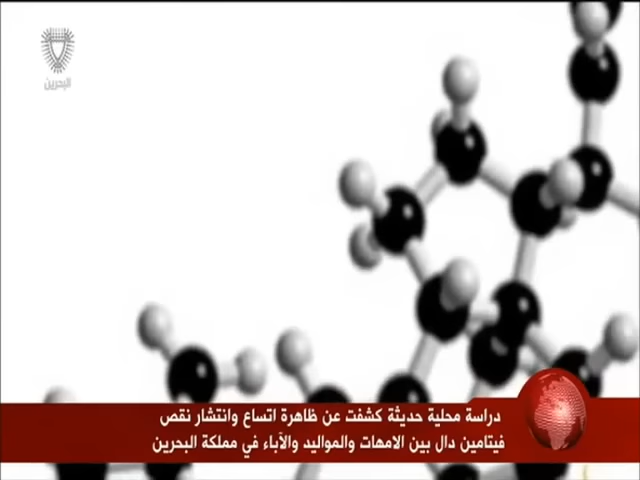 البحرين
دراسة محلية حديثة كشفت عن ظاهرة اتساع وانتشار نقص
فيتامين دال بين الامهات والمواليد والآباء في مملكة البحرين